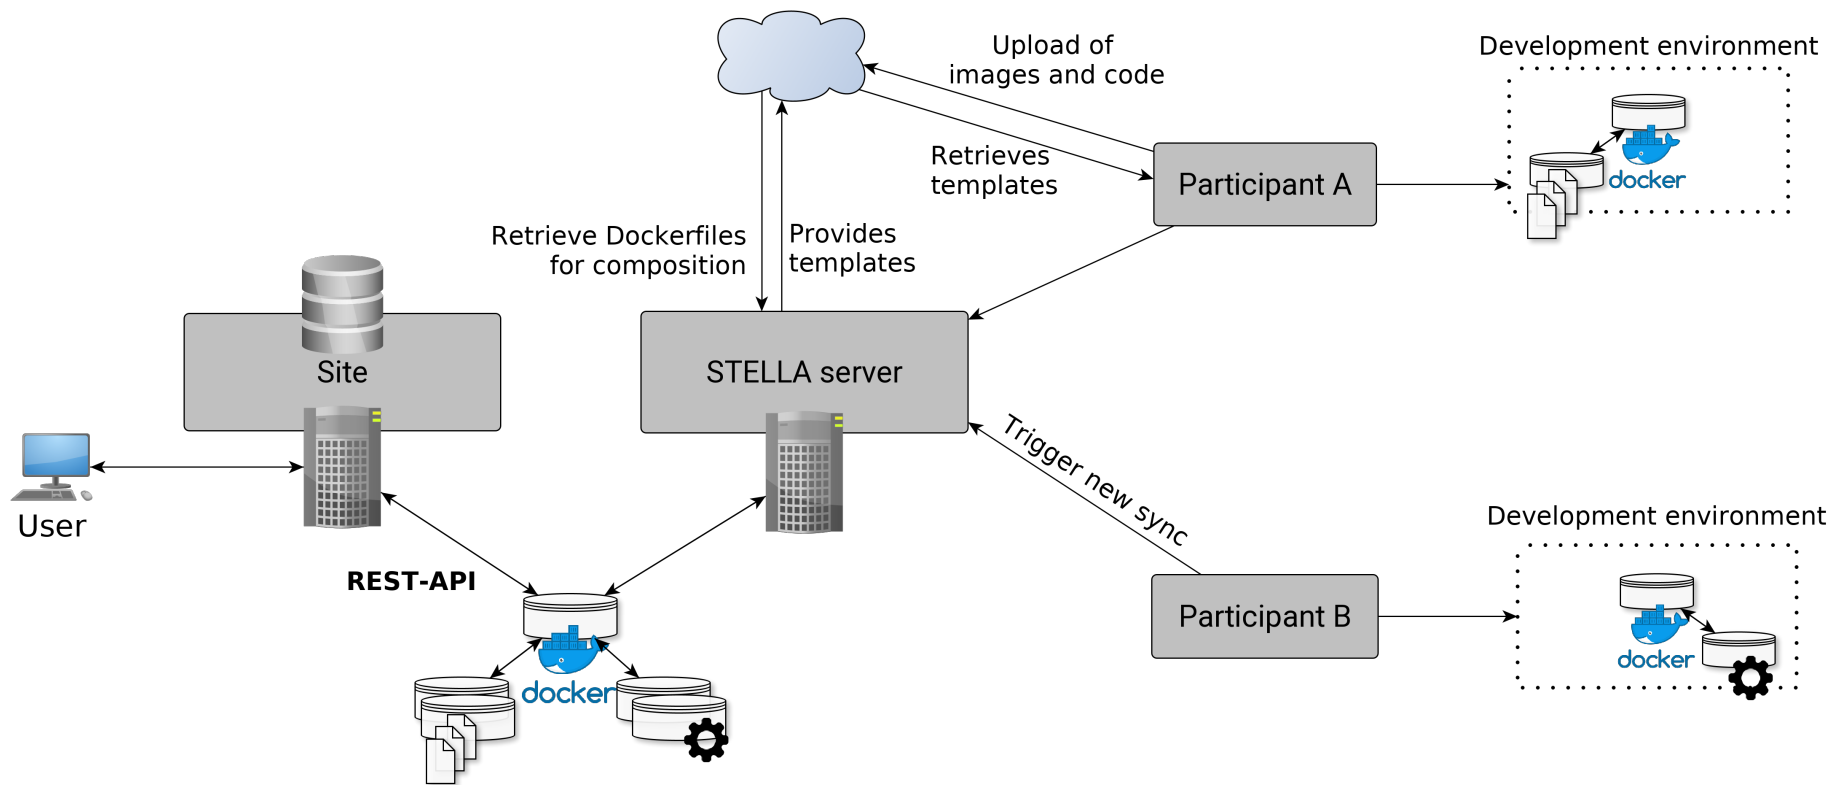 Upload of
images and code
Development environment
Retrieves
templates
Participant A
docker
Retrieve Dockerfiles
for composition
Provides
templates
Site
STELLA server
User
REST-API
docker
Trigger new sync
Participant B
Development environment
docker